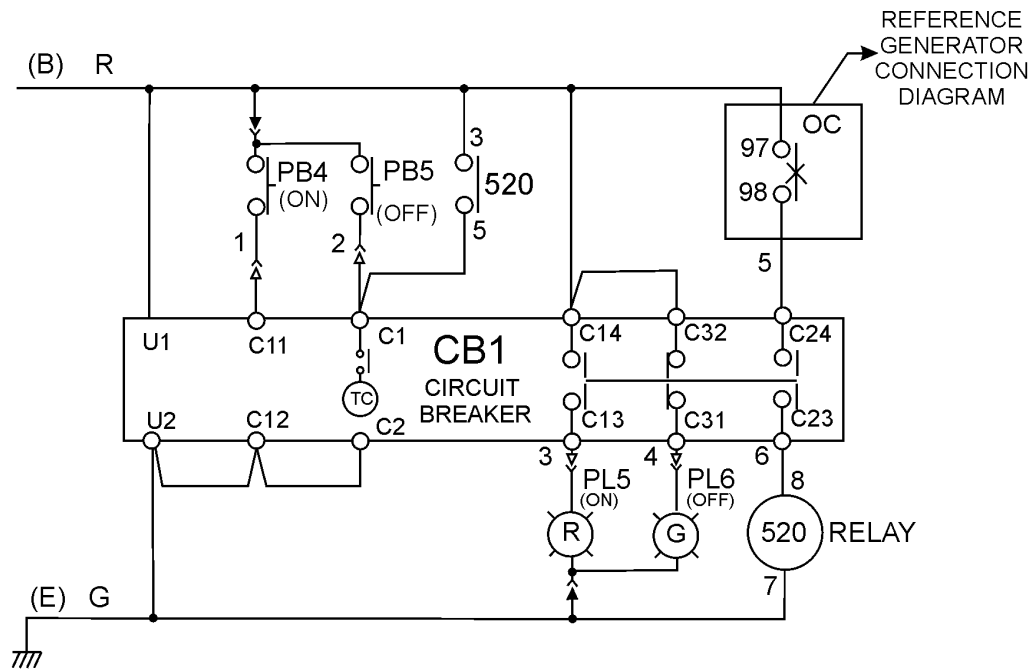 REFERENCE
GENERATOR
CONNECTION
DIAGRAM
(B) R
OC
97
98
3
PB4
(ON)
PB5
(OFF)
520
1
2
5
5
U1
C11
C1
CB1
CIRCUIT
BREAKER
TC
C14
C32
C24
U2
C12
C2
C13
C31
C23
3
4
6
PL5
(ON)
PL6
(OFF)
8
R
G
520
RELAY
7
(E) G